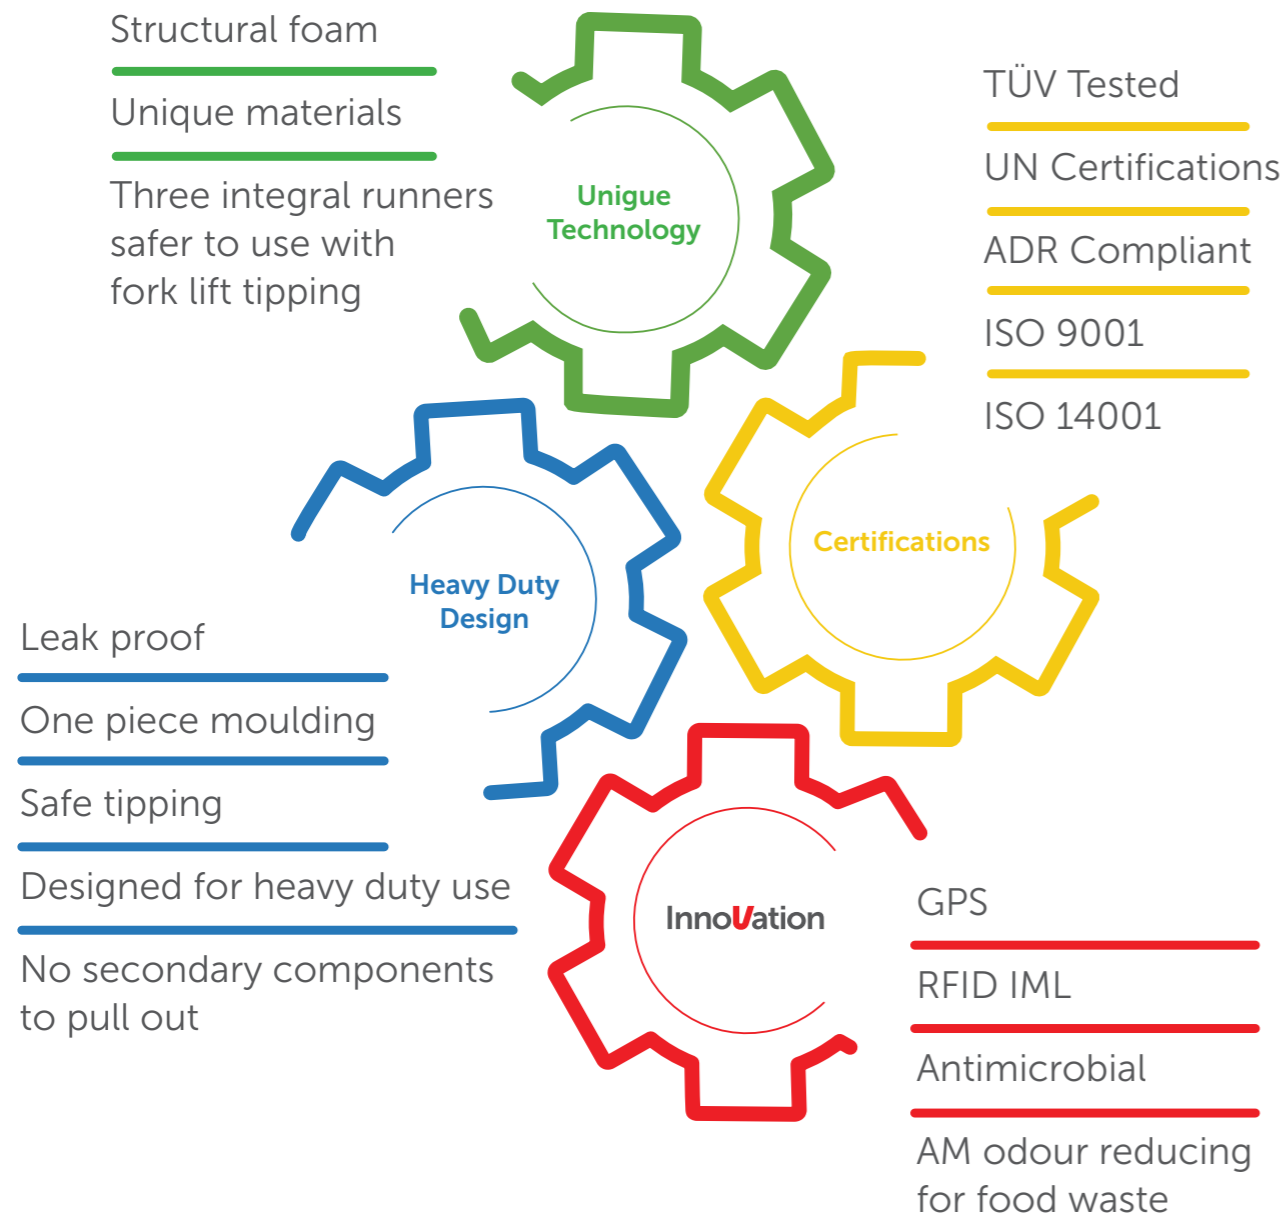 Structural foam
Unique materials
Three integral runners
safer to use with
fork lift tipping
Unigue
Technology
TÜV Tested
UN Certifications
ADR Compliant
ISO 9001
ISO 14001
Certifications
Heavy Duty
Design
Leak proof
One piece moulding
Safe tipping
Designed for heavy duty use
No secondary components
to pull out
InnoVation
GPS
RFID IML
Antimicrobial
AM odour reducing
for food waste